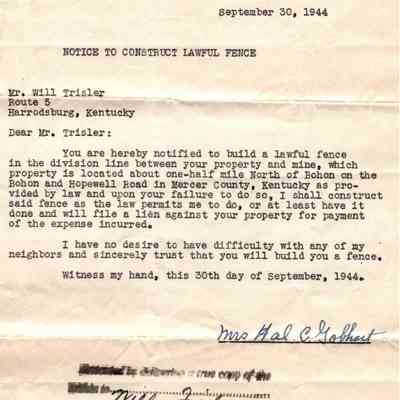 September 30, 1944
NOTICE TO CONSTRUCT LAWFUL FENCE
Mr. Will Trisler
Route 5
Harrodsburg, Kentucky
Dear Mr. Trisler:
You are hereby notified to build a lawful fence
in the division line between your property and mine, which
property is located about one-half mile North of Bohon on the
Bohon and Hopewell Road in Mercer County, Kentucky as pro-
vided by law and upon your failure to do so, I shall construct
said fence as the law permits me to do, or at least have it
done and will file a lien against your property for payment
of the expense incurred.
I have no desire to have difficulty with any of my
neighbors and sincerely trust that you will build you a fence.
Witness my hand, this 30th day of September, 1944.
Mrs Hal C. Gobhart
by delivering a true copy of the
to Will